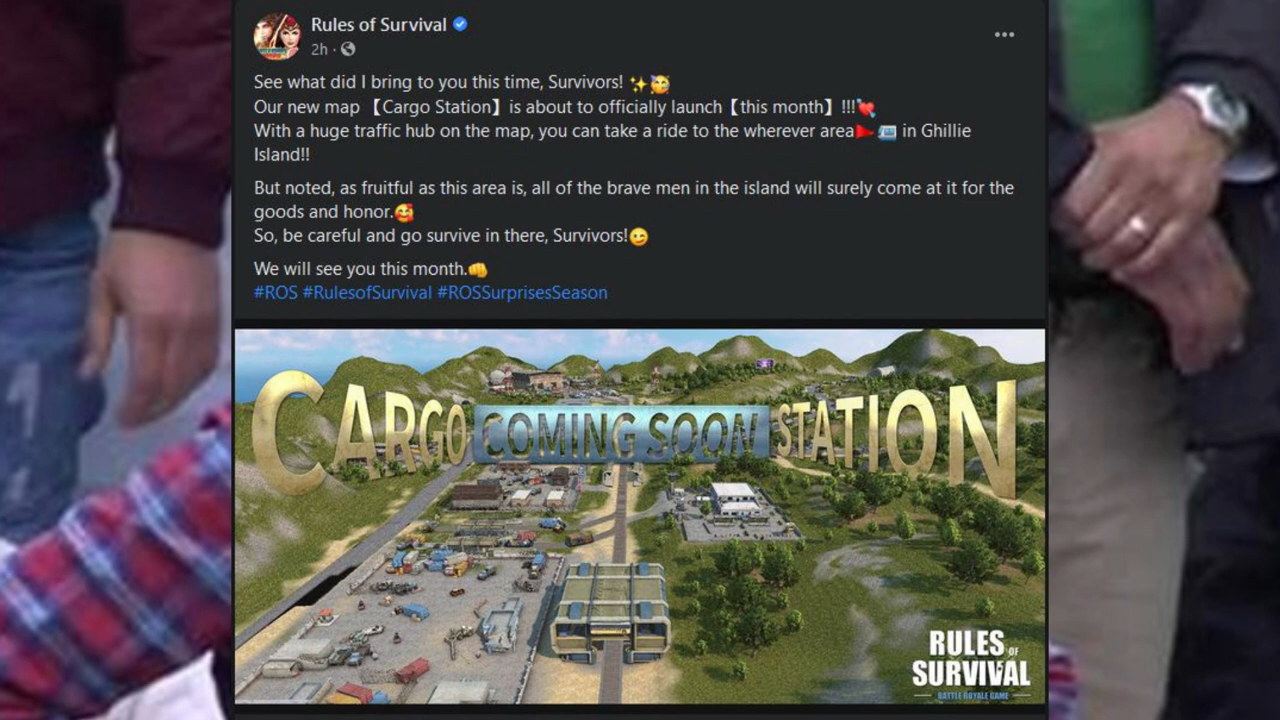 Rules of Survival
2h ·
See what did I bring to you this time, Survivors! ✨🥳
Our new map 【Cargo Station】is about to officially launch【this month】!!!💘
With a huge traffic hub on the map, you can take a ride to the wherever area🚩🚈 in Ghillie
Island!!
But noted, as fruitful as this area is, all of the brave men in the island will surely come at it for the
goods and honor.🥰
So, be careful and go survive in there, Survivors!😉
We will see you this month.👊
#ROS #RulesofSurvival #ROSSurprisesSeason
CARGO COMING SOON STATION
RULES OF
SURVIVAL
BATTLE ROYALE GAME